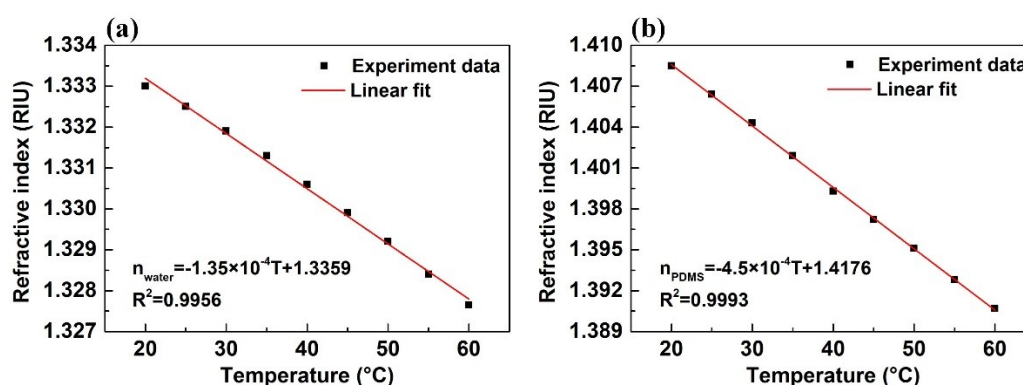 (a)
1.334
1.333
1.332
1.331
1.330
1.329
1.328
1.327
Refractive index (RIU)
Experiment data
Linear fit
n_water=-1.35×10⁻⁴T+1.3359
R²=0.9956
20 30 40 50 60
Temperature (°C)
(b)
1.410
1.407
1.404
1.401
1.398
1.395
1.392
1.389
Refractive index (RIU)
Experiment data
Linear fit
n_PDMS=-4.5×10⁻⁴T+1.4176
R²=0.9993
20 30 40 50 60
Temperature (°C)